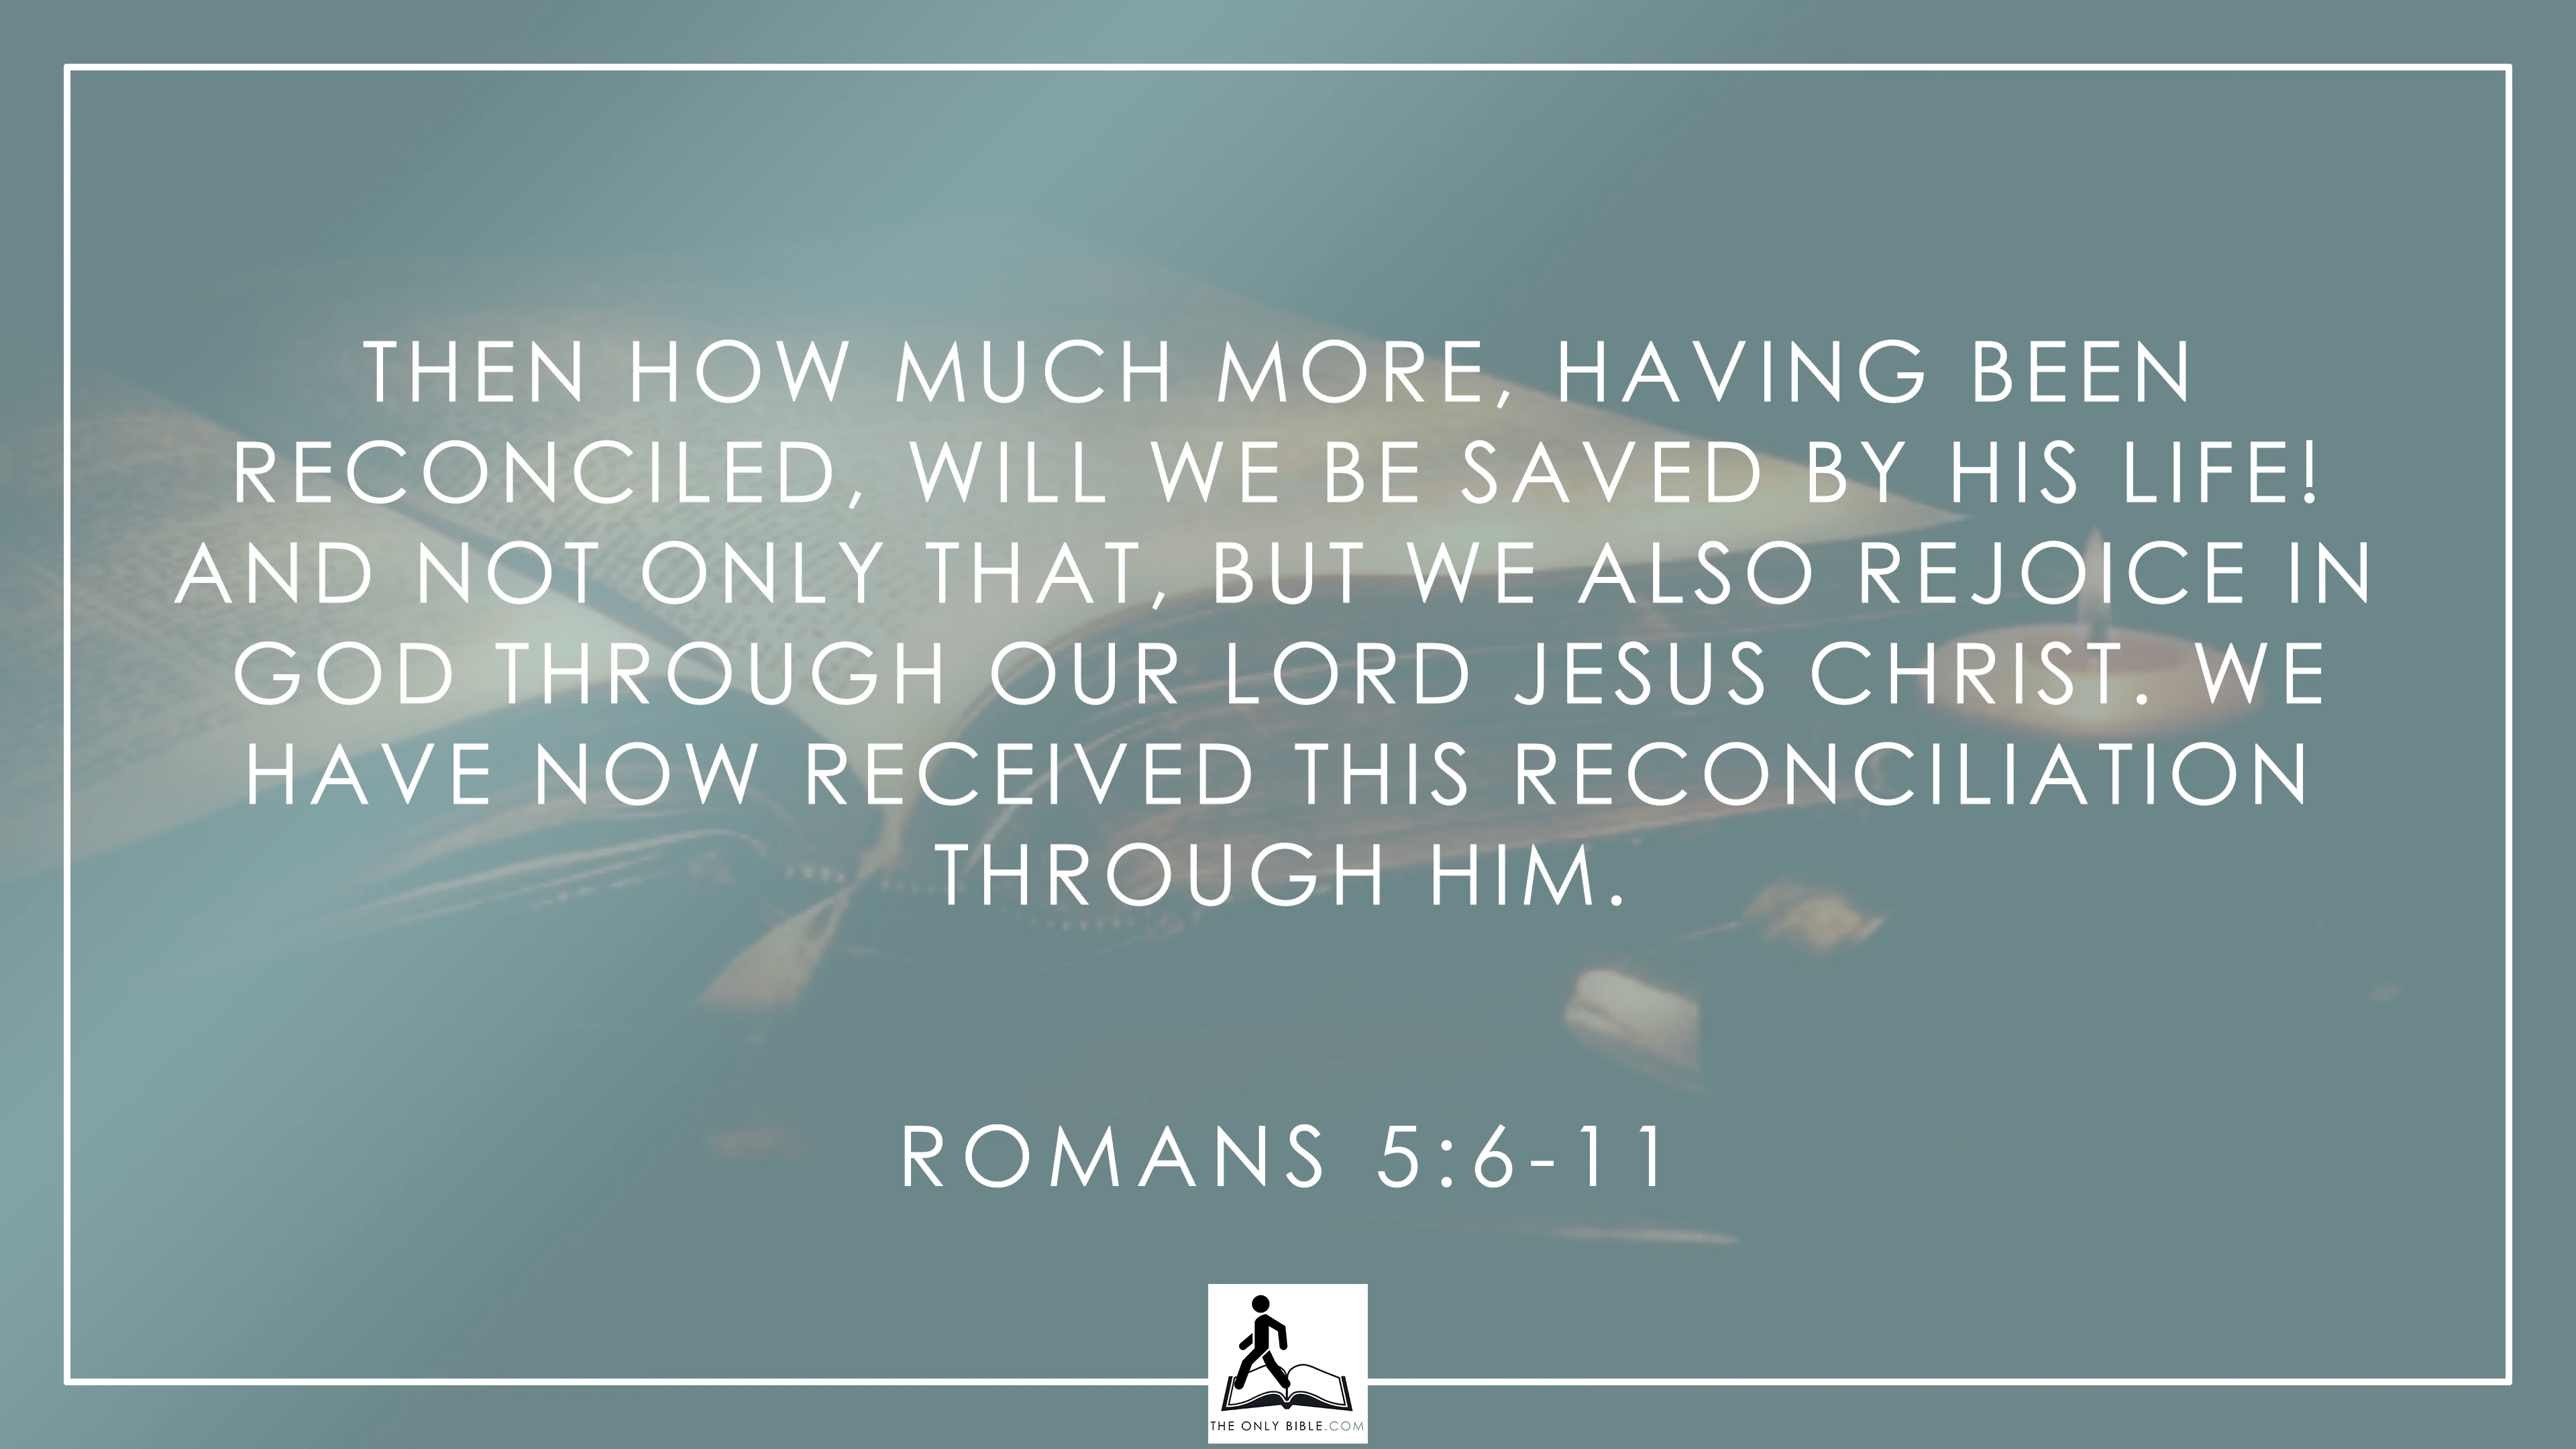 THEN HOW MUCH MORE, HAVING BEEN
RECONCILED, WILL WE BE SAVED BY HIS LIFE!
AND NOT ONLY THAT, BUT WE ALSO REJOICE IN
GOD THROUGH OUR LORD JESUS CHRIST. WE
HAVE NOW RECEIVED THIS RECONCILIATION
THROUGH HIM.
ROMANS 5:6-11
THE ONLY BIBLE.COM